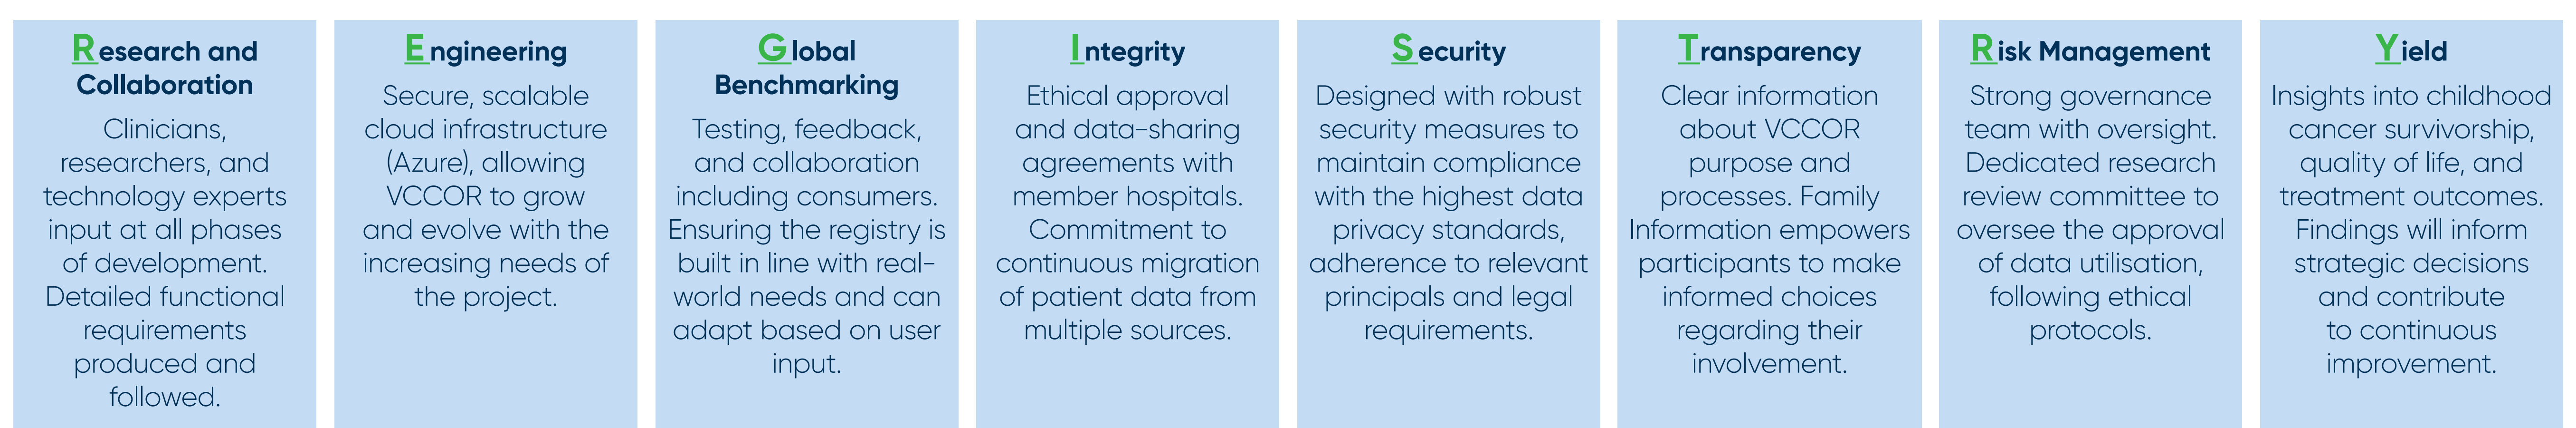 Research and
Collaboration
Clinicians,
researchers, and
technology experts
input at all phases
of development.
Detailed functional
requirements
produced and
followed.
Engineering
Secure, scalable
cloud infrastructure
(Azure), allowing
VCCOR to grow
and evolve with the
increasing needs of
the project.
Global
Benchmarking
Testing, feedback,
and collaboration
including consumers.
Ensuring the registry is
built in line with real-
world needs and can
adapt based on user
input.
Integrity
Ethical approval
and data-sharing
agreements with
member hospitals.
Commitment to
continuous migration
of patient data from
multiple sources.
Security
Designed with robust
security measures to
maintain compliance
with the highest data
privacy standards,
adherence to relevant
principals and legal
requirements.
Transparency
Clear information
about VCCOR
purpose and
processes. Family
Information empowers
participants to make
informed choices
regarding their
involvement.
Risk Management
Strong governance
team with oversight.
Dedicated research
review committee to
oversee the approval
of data utilisation,
following ethical
protocols.
Yield
Insights into childhood
cancer survivorship,
quality of life, and
treatment outcomes.
Findings will inform
strategic decisions
and contribute
to continuous
improvement.